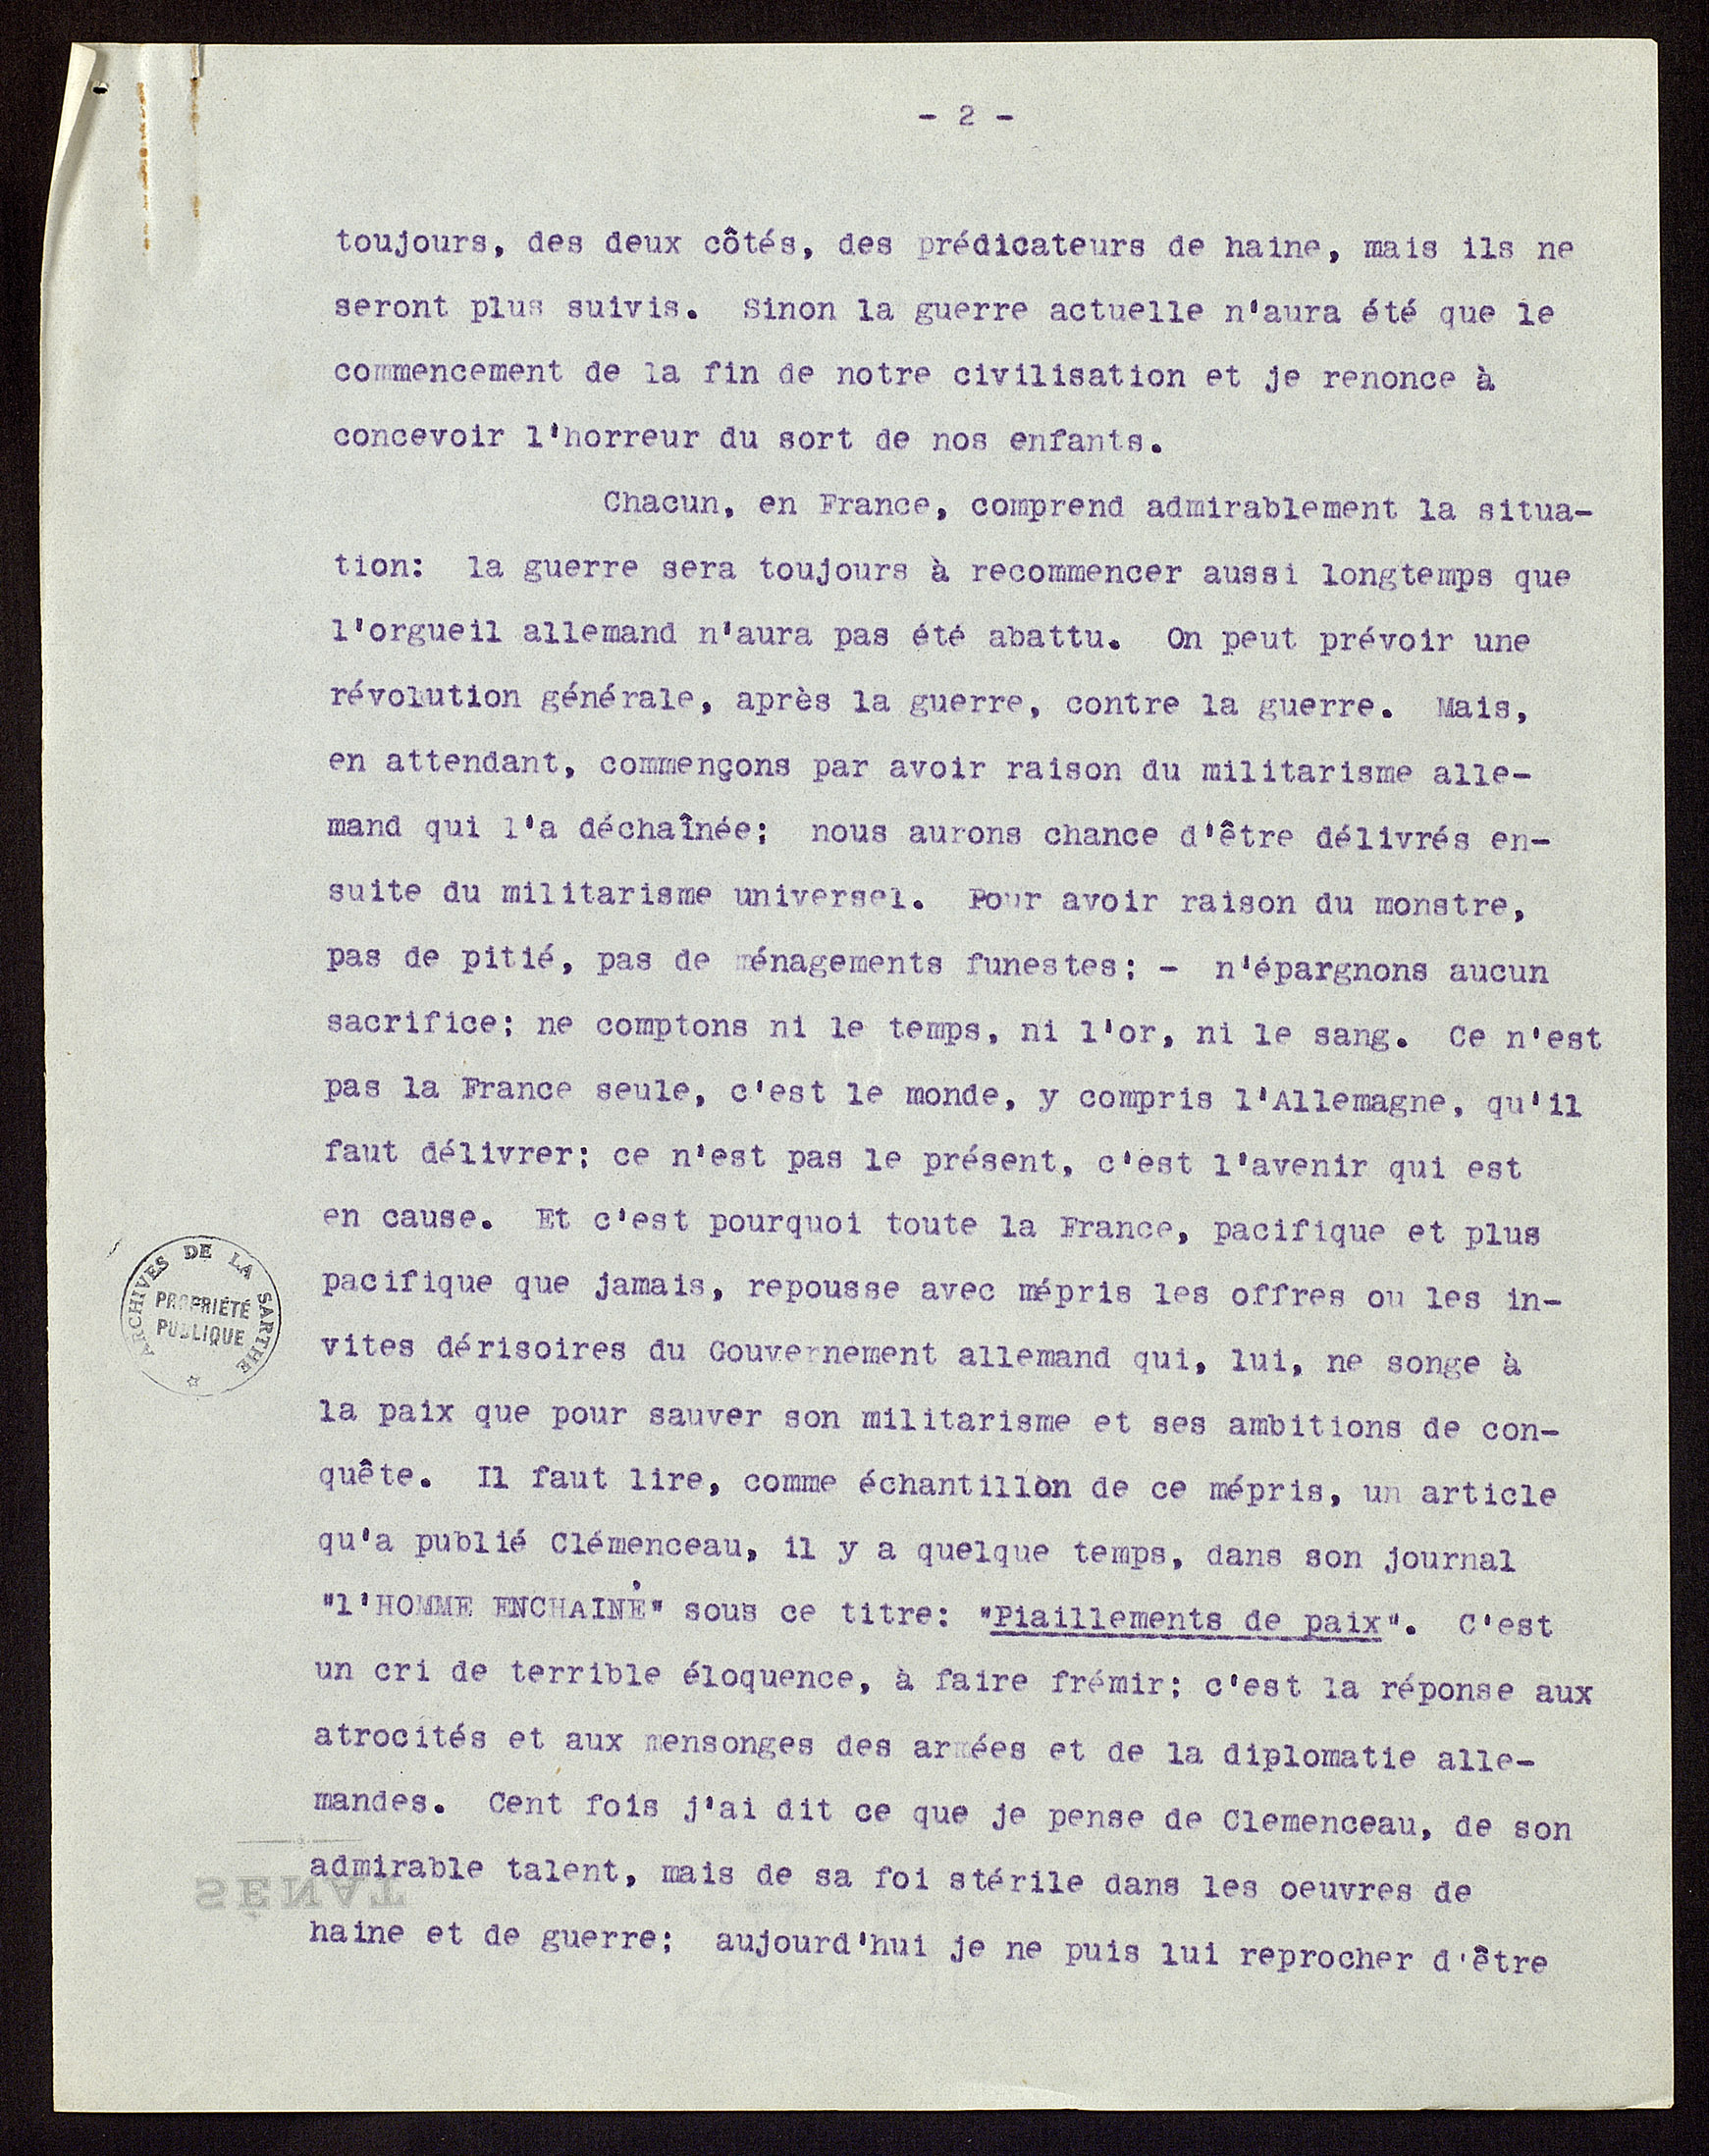 - 2 -
toujours, des deux côtés, des prédicateurs de haine, mais ils ne
seront plus suivis. Sinon la guerre actuelle n'aura été que le
commencement de la fin de notre civilisation et je renonce à
concevoir l'horreur du sort de nos enfants.
Chacun, en France, comprend admirablement la situa-
tion: la guerre sera toujours à recommencer aussi longtemps que
l'orgueil allemand n'aura pas été abattu. On peut prévoir une
révolution générale, après la guerre, contre la guerre. Mais,
en attendant, commençons par avoir raison du militarisme alle-
mand qui l'a déchaînée; nous aurons chance d'être délivrés en-
suite du militarisme universel. Pour avoir raison du monstre,
pas de pitié, pas de ménagements funestes; - n'épargnons aucun
sacrifice; ne comptons ni le temps, ni l'or, ni le sang. Ce n'est
pas la France seule, c'est le monde, y compris l'Allemagne, qu'il
faut délivrer; ce n'est pas le présent, c'est l'avenir qui est
en cause. Et c'est pourquoi toute la France, pacifique et plus
pacifique que jamais, repousse avec mépris les offres ou les in-
vites dérisoires du Gouvernement allemand qui, lui, ne songe à
la paix que pour sauver son militarisme et ses ambitions de con-
quête. Il faut lire, comme échantillon de ce mépris, un article
qu'a publié Clémenceau, il y a quelque temps, dans son journal
"l'HOMME ENCHAINÉ" sous ce titre: "Piaillements de paix". C'est
un cri de terrible éloquence, à faire frémir; c'est la réponse aux
atrocités et aux mensonges des armées et de la diplomatie alle-
mandes. Cent fois j'ai dit ce que je pense de Clemenceau, de son
admirable talent, mais de sa foi stérile dans les oeuvres de
haine et de guerre; aujourd'hui je ne puis lui reprocher d'être
ARCHIVES DE LA SARTHE
PROPRIÉTÉ
PUBLIQUE
SÉNAT